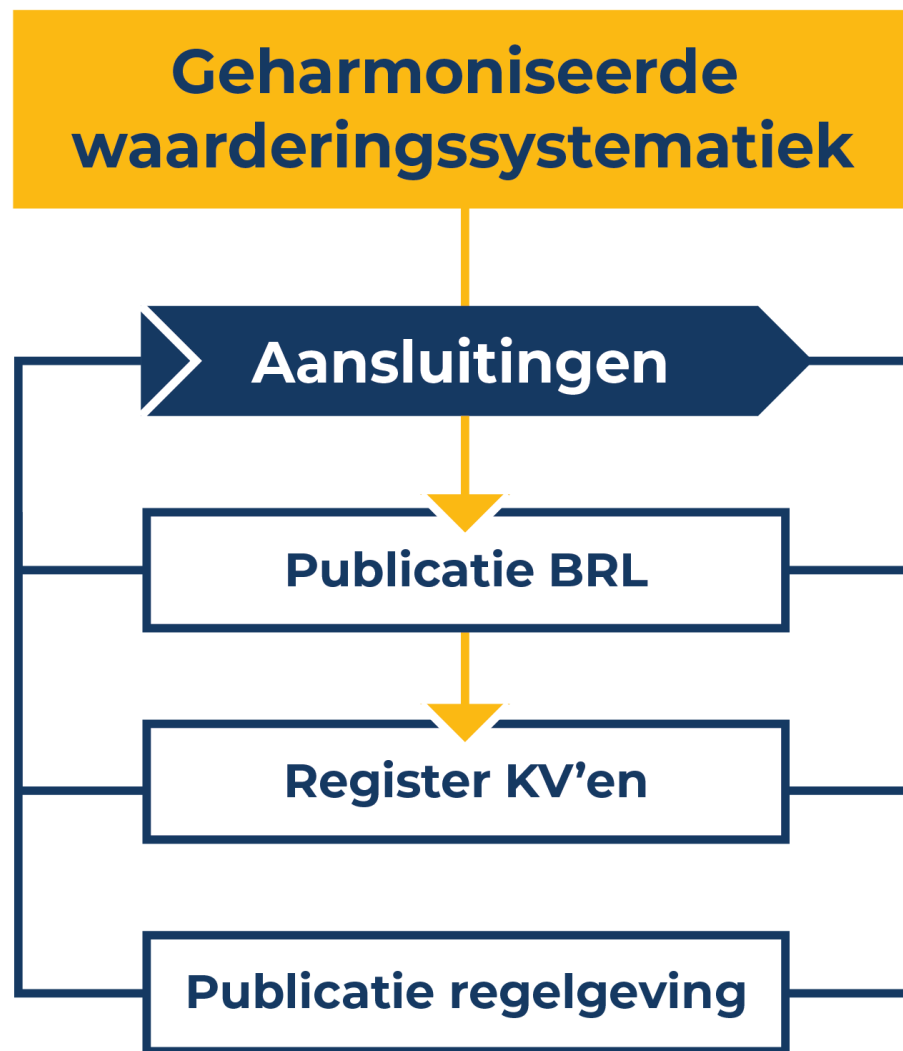 Geharmoniseerde
waarderingssystematiek
Aansluitingen
Publicatie BRL
Register KV’en
Publicatie regelgeving